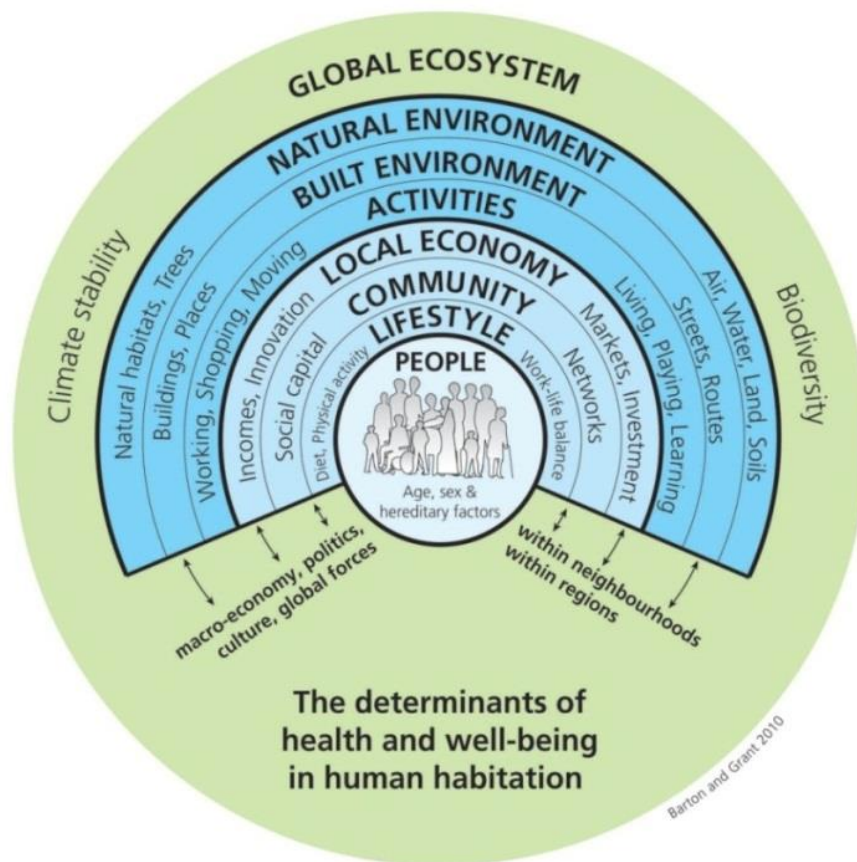 GLOBAL ECOSYSTEM
NATURAL ENVIRONMENT
BUILT ENVIRONMENT
ACTIVITIES
LOCAL ECONOMY
COMMUNITY
LIFESTYLE
PEOPLE
Age, sex &
hereditary factors
Climate stability
Natural habitats, Trees
Buildings, Places
Working, Shopping, Moving
Incomes, Innovation
Social capital
Diet, Physical activity
Work-life balance
Networks
Markets, Investment
Living, Playing, Learning
Streets, Routes
Air, Water, Land, Soils
Biodiversity
macro-economy, politics,
culture, global forces
within neighbourhoods
within regions
The determinants of
health and well-being
in human habitation
Barton and Grant 2010